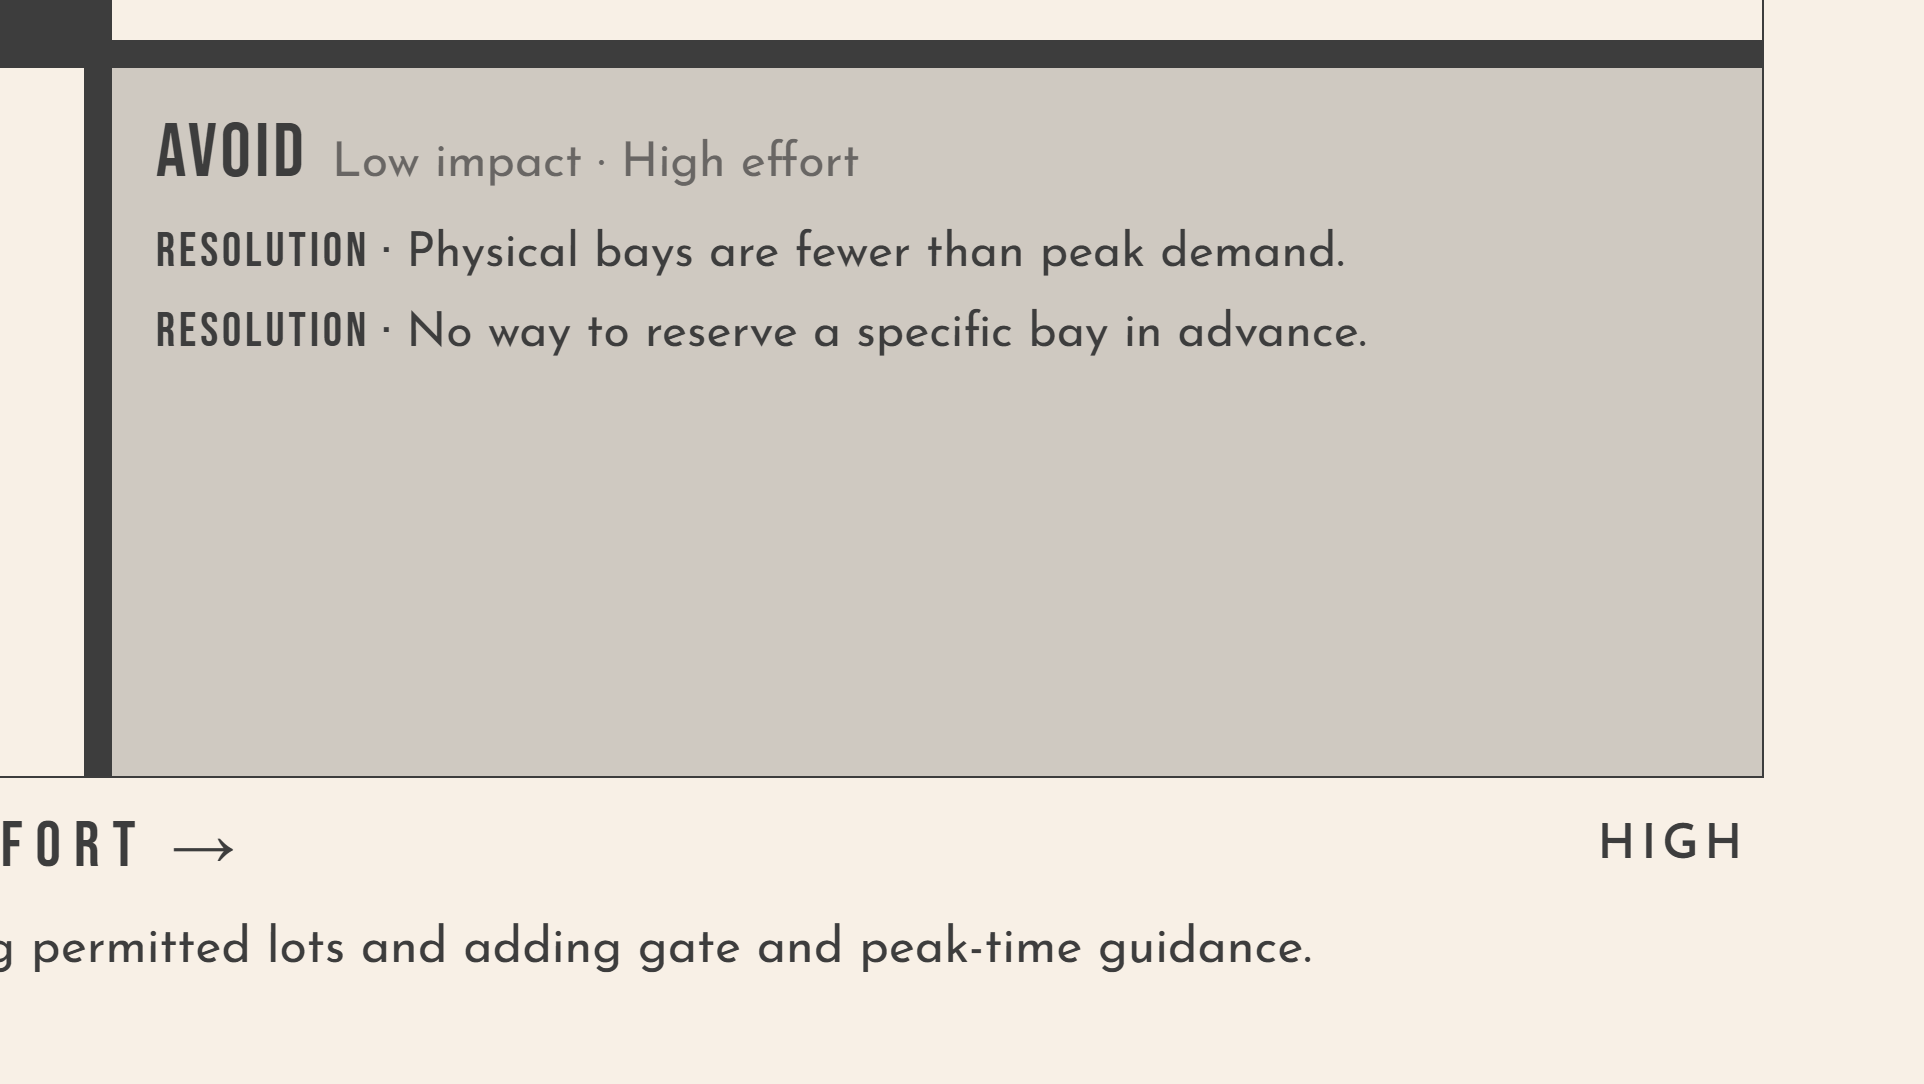 AVOID Low impact · High effort
RESOLUTION · Physical bays are fewer than peak demand.
RESOLUTION · No way to reserve a specific bay in advance.
FORT → HIGH
g permitted lots and adding gate and peak-time guidance.